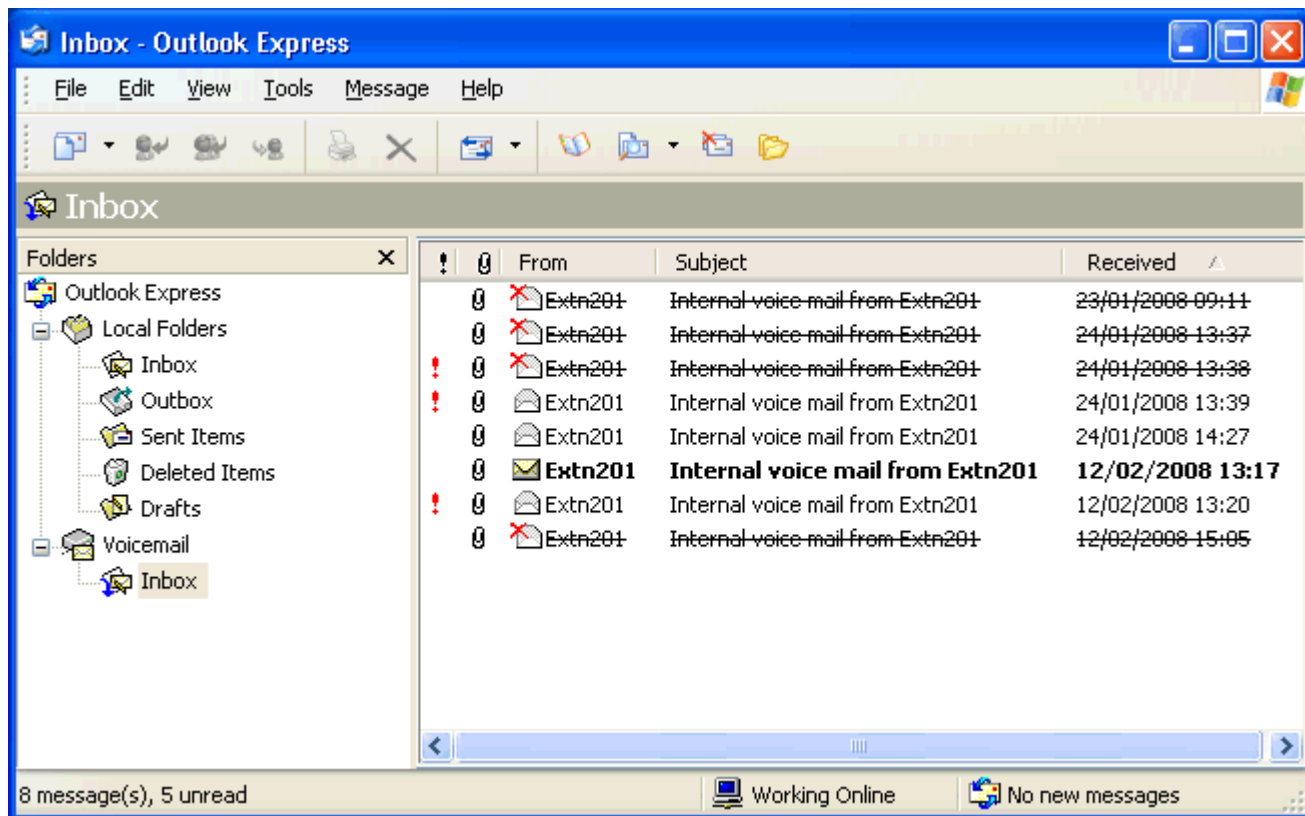 Inbox - Outlook Express
File Edit View Tools Message Help
Inbox
Folders
Outlook Express
Local Folders
Inbox
Outbox
Sent Items
Deleted Items
Drafts
Voicemail
Inbox
! From Subject Received
Extn201 Internal voice mail from Extn201 23/01/2008 09:11
Extn201 Internal voice mail from Extn201 24/01/2008 13:37
! Extn201 Internal voice mail from Extn201 24/01/2008 13:38
! Extn201 Internal voice mail from Extn201 24/01/2008 13:39
Extn201 Internal voice mail from Extn201 24/01/2008 14:27
Extn201 Internal voice mail from Extn201 12/02/2008 13:17
! Extn201 Internal voice mail from Extn201 12/02/2008 13:20
Extn201 Internal voice mail from Extn201 12/02/2008 15:05
8 message(s), 5 unread Working Online No new messages